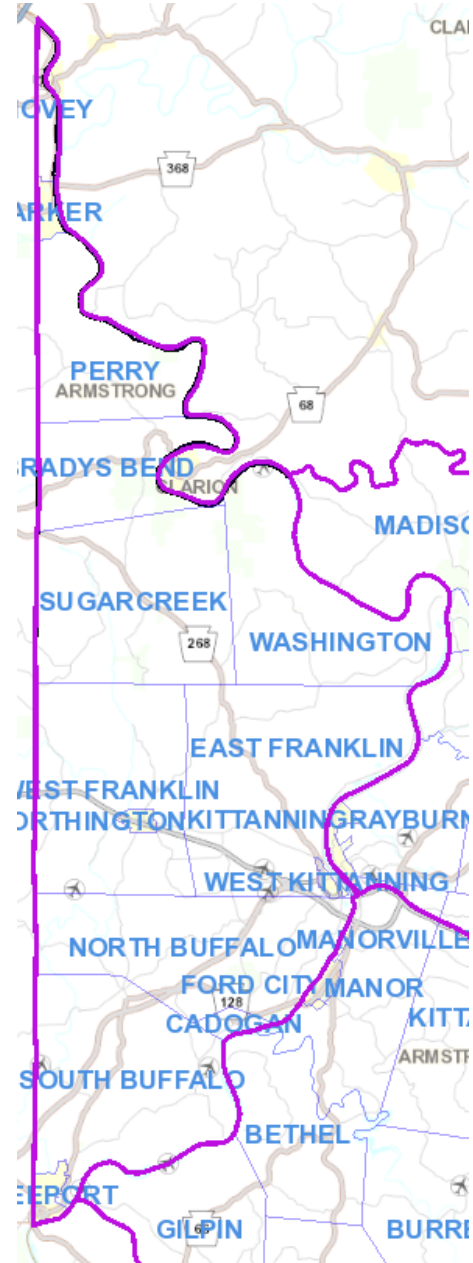 CLA
OVEY
368
ARKER
PERRY
ARMSTRONG
68
RADYS BEND
CLARION
MADISO
SUGARCREEK
268
WASHINGTON
EAST FRANKLIN
EST FRANKLIN
ORTHINGTON
KITTANNING
RAYBURN
WEST KITTANNING
NORTH BUFFALO
MANORVILLE
FORD CITY
MANOR
128
CADOGAN
KITTA
ARMSTR
SOUTH BUFFALO
BETHEL
EEPORT
GILPIN
66
BURRE